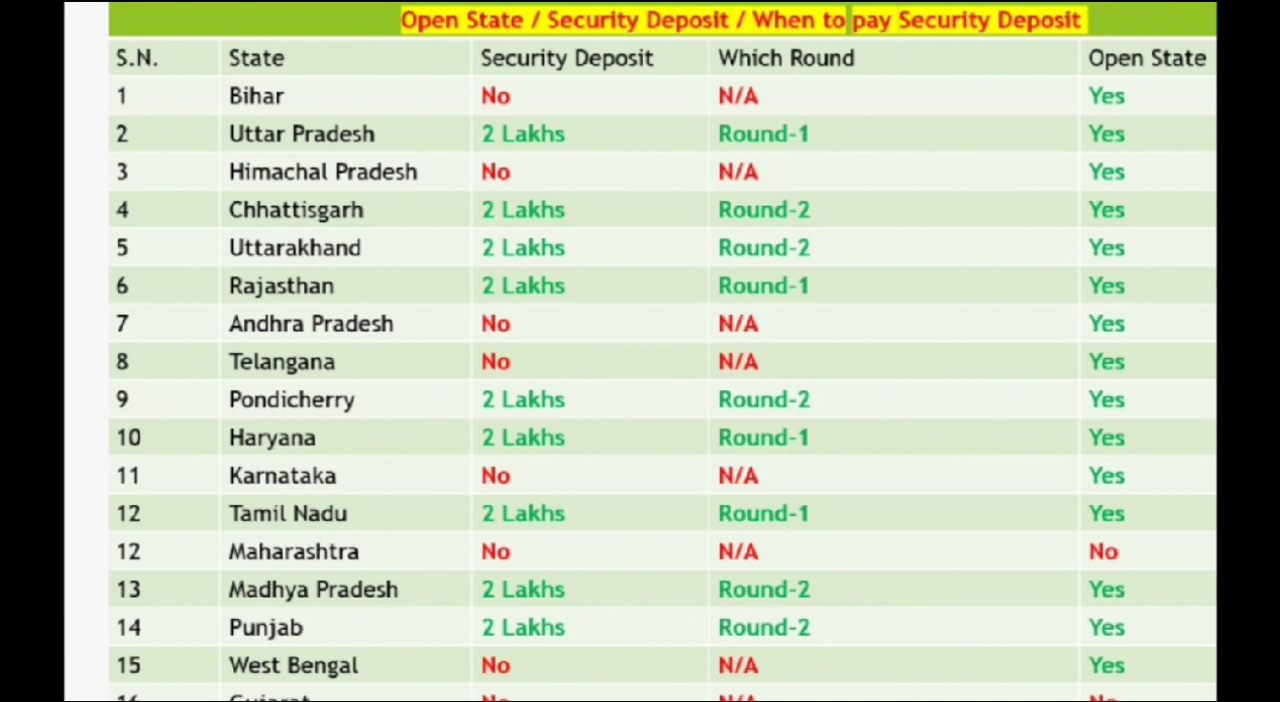 Open State / Security Deposit / When to pay Security Deposit
S.N. State Security Deposit Which Round Open State
1 Bihar No N/A Yes
2 Uttar Pradesh 2 Lakhs Round-1 Yes
3 Himachal Pradesh No N/A Yes
4 Chhattisgarh 2 Lakhs Round-2 Yes
5 Uttarakhand 2 Lakhs Round-2 Yes
6 Rajasthan 2 Lakhs Round-1 Yes
7 Andhra Pradesh No N/A Yes
8 Telangana No N/A Yes
9 Pondicherry 2 Lakhs Round-2 Yes
10 Haryana 2 Lakhs Round-1 Yes
11 Karnataka No N/A Yes
12 Tamil Nadu 2 Lakhs Round-1 Yes
12 Maharashtra No N/A No
13 Madhya Pradesh 2 Lakhs Round-2 Yes
14 Punjab 2 Lakhs Round-2 Yes
15 West Bengal No N/A Yes
16 Gujarat No N/A No